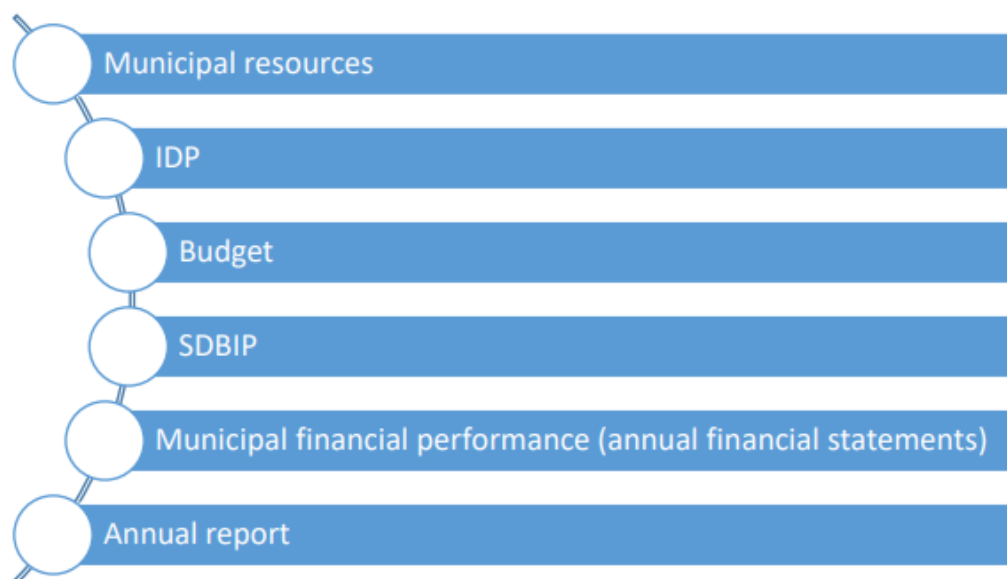 Municipal resources
IDP
Budget
SDBIP
Municipal financial performance (annual financial statements)
Annual report